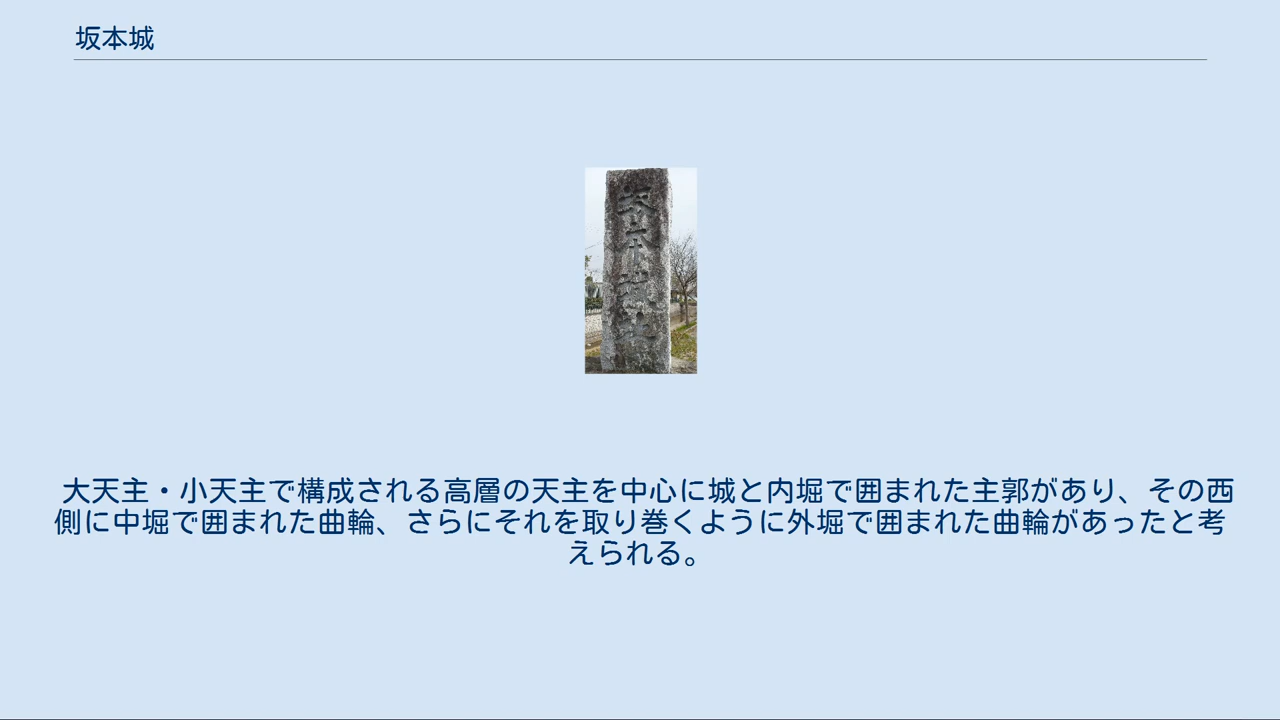 坂本城
坂本城址
大天主・小天主で構成される高層の天主を中心に城と内堀で囲まれた主郭があり、その西
側に中堀で囲まれた曲輪、さらにそれを取り巻くように外堀で囲まれた曲輪があったと考
えられる。